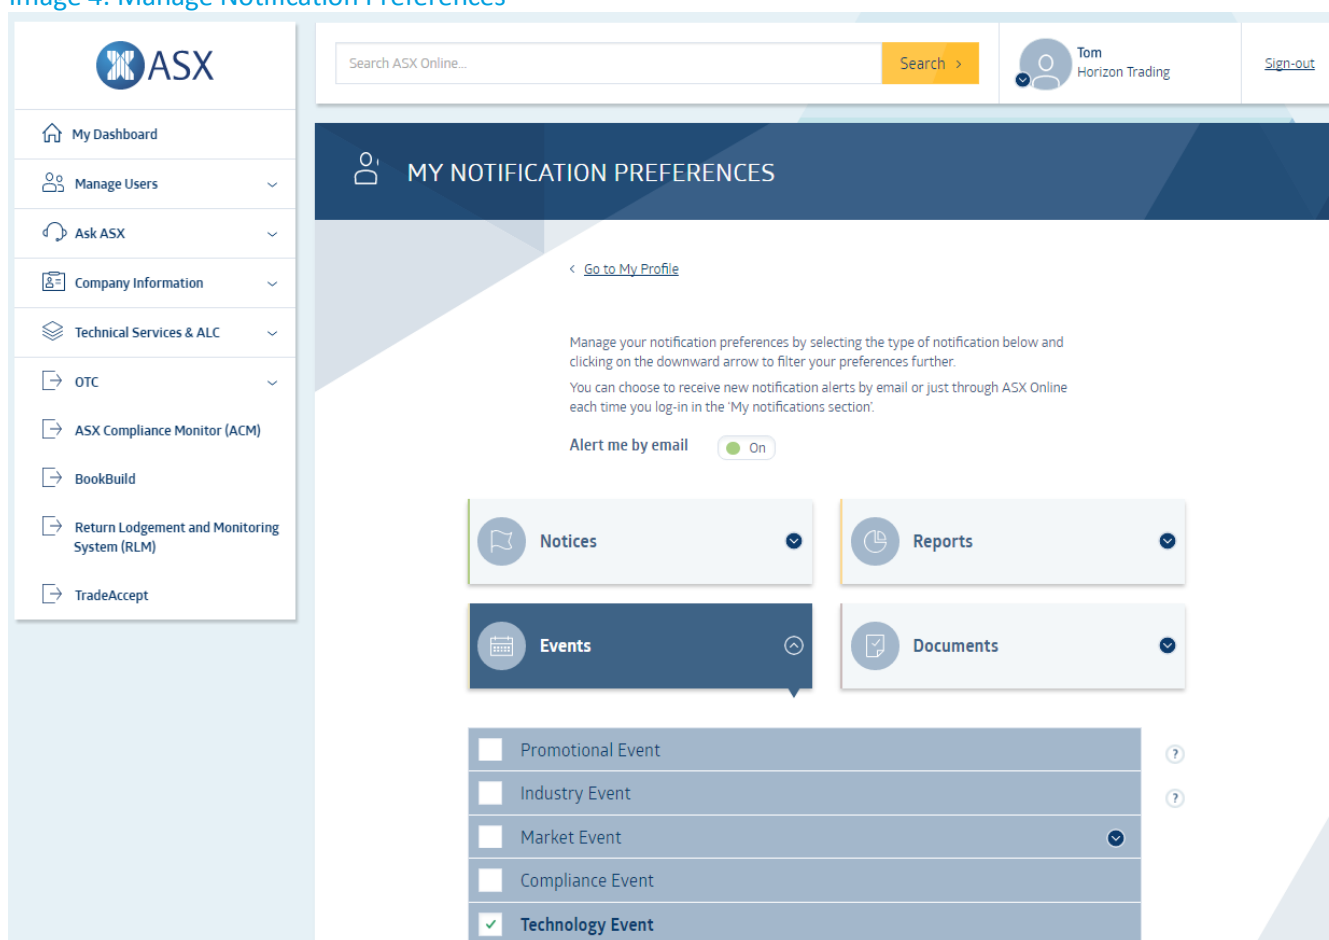 Image 4: Manage Notification Preferences
ASX
Search ASX Online...
Search >
Tom
Horizon Trading
Sign-out
My Dashboard
Manage Users
Ask ASX
Company Information
Technical Services & ALC
OTC
ASX Compliance Monitor (ACM)
BookBuild
Return Lodgement and Monitoring
System (RLM)
TradeAccept
MY NOTIFICATION PREFERENCES
< Go to My Profile
Manage your notification preferences by selecting the type of notification below and
clicking on the downward arrow to filter your preferences further.
You can choose to receive new notification alerts by email or just through ASX Online
each time you log-in in the 'My notifications section'.
Alert me by email
On
Notices
Reports
Events
Documents
Promotional Event
?
Industry Event
?
Market Event
Compliance Event
Technology Event